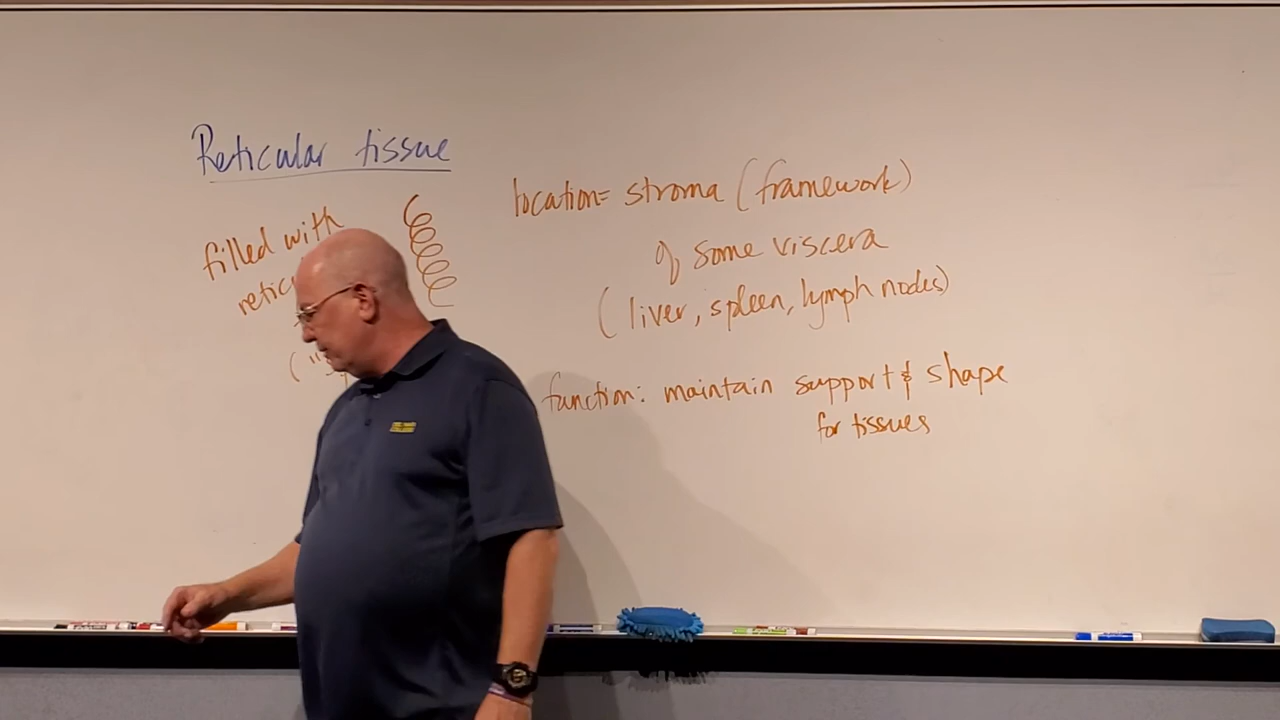 Reticular tissue
filled with
location= stroma (framework)
of some viscera
(liver, spleen, lymph nodes)
function: maintain support & shape
for tissues